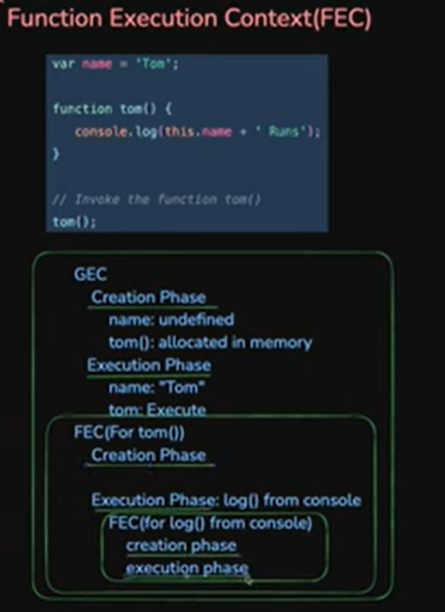 Function Execution Context(FEC)
var name = 'Tom';
function tom() {
console.log(this.name + ' Runs');
}
// Invoke the function tom()
tom();
GEC
Creation Phase
name: undefined
tom(): allocated in memory
Execution Phase
name: "Tom"
tom: Execute
FEC(For tom())
Creation Phase
Execution Phase: log() from console
FEC(for log() from console)
creation phase
execution phase